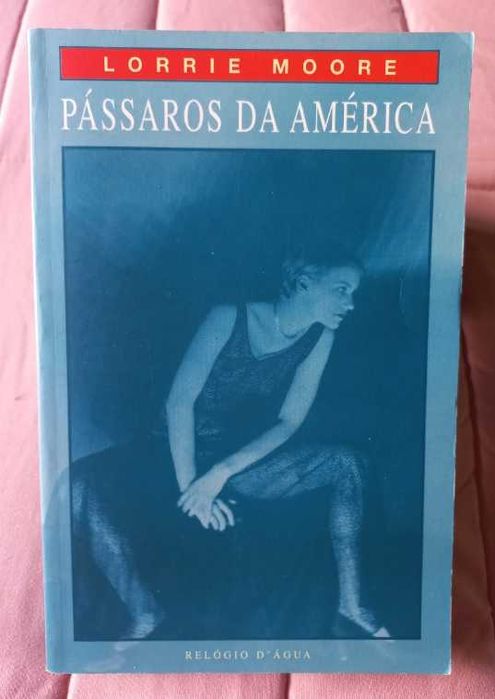 LORRIE MOORE
PÁSSAROS DA AMÉRICA
RELÓGIO D'ÁGUA